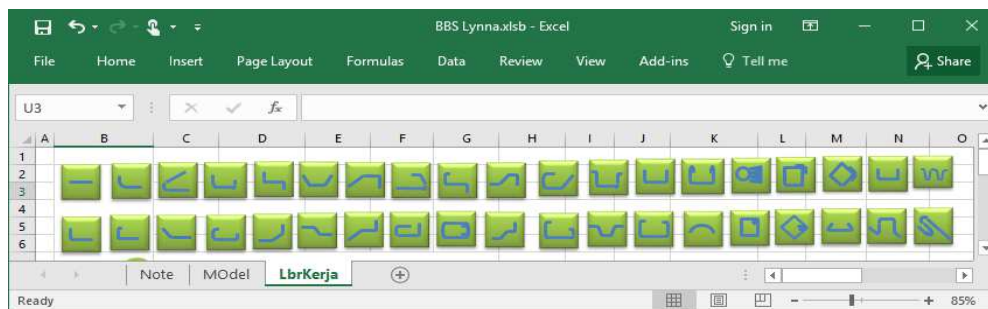 BBS Lynna.xlsb - Excel
Sign in
File Home Insert Page Layout Formulas Data Review View Add-ins Tell me Share
U3 fx
A B C D E F G H I J K L M N O
1
2
3
4
5
6
Note MOdel LbrKerja
Ready 85%